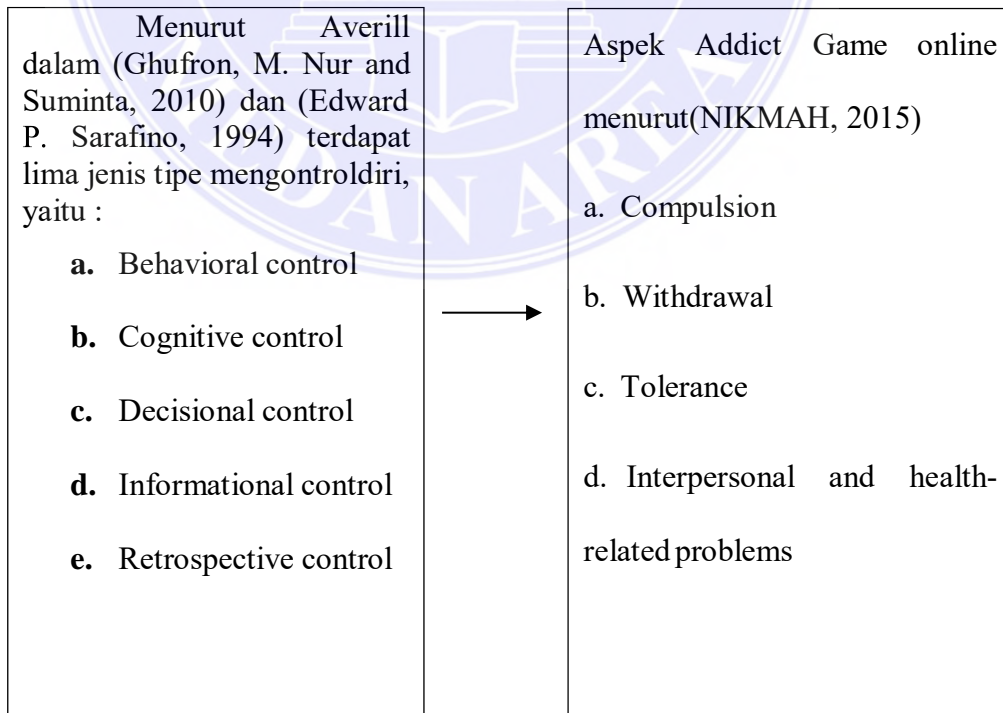 Menurut Averill
dalam (Ghufron, M. Nur and
Suminta, 2010) dan (Edward
P. Sarafino, 1994) terdapat
lima jenis tipe mengontroldiri,
yaitu :
a. Behavioral control
b. Cognitive control
c. Decisional control
d. Informational control
e. Retrospective control
Aspek Addict Game online
menurut(NIKMAH, 2015)
a. Compulsion
b. Withdrawal
c. Tolerance
d. Interpersonal and health-
related problems
MEDAN AREA